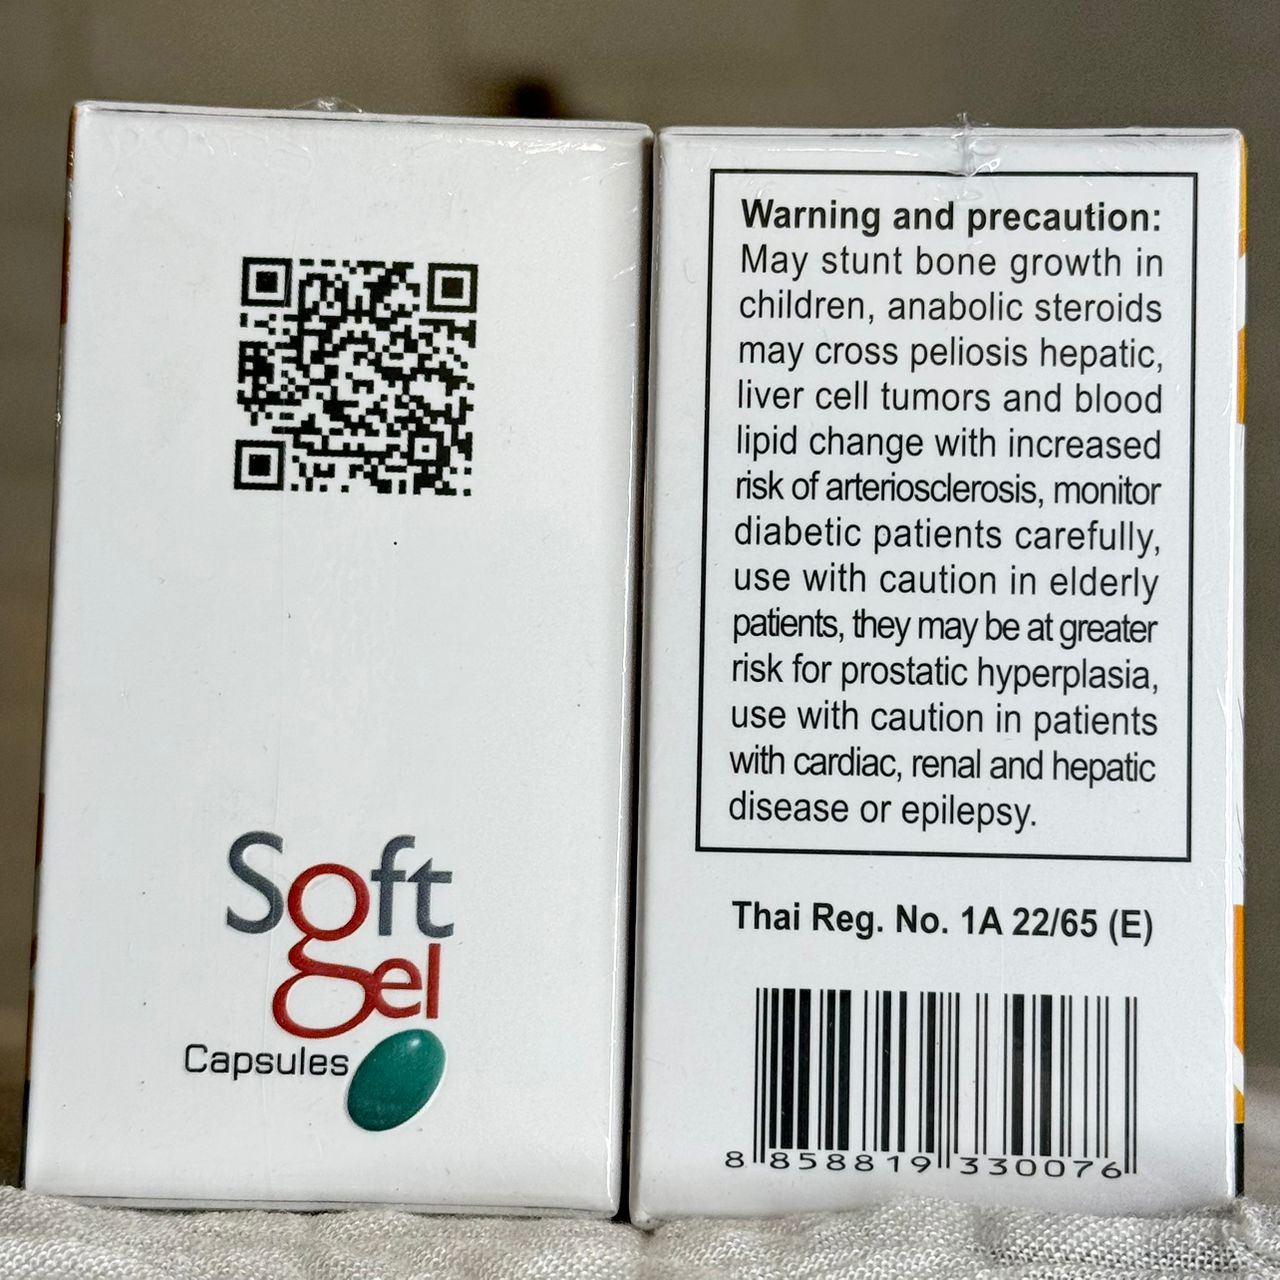 Soft
gel
Capsules
Warning and precaution:
May stunt bone growth in
children, anabolic steroids
may cross peliosis hepatic,
liver cell tumors and blood
lipid change with increased
risk of arteriosclerosis, monitor
diabetic patients carefully,
use with caution in elderly
patients, they may be at greater
risk for prostatic hyperplasia,
use with caution in patients
with cardiac, renal and hepatic
disease or epilepsy.
Thai Reg. No. 1A 22/65 (E)
8 858819 330076